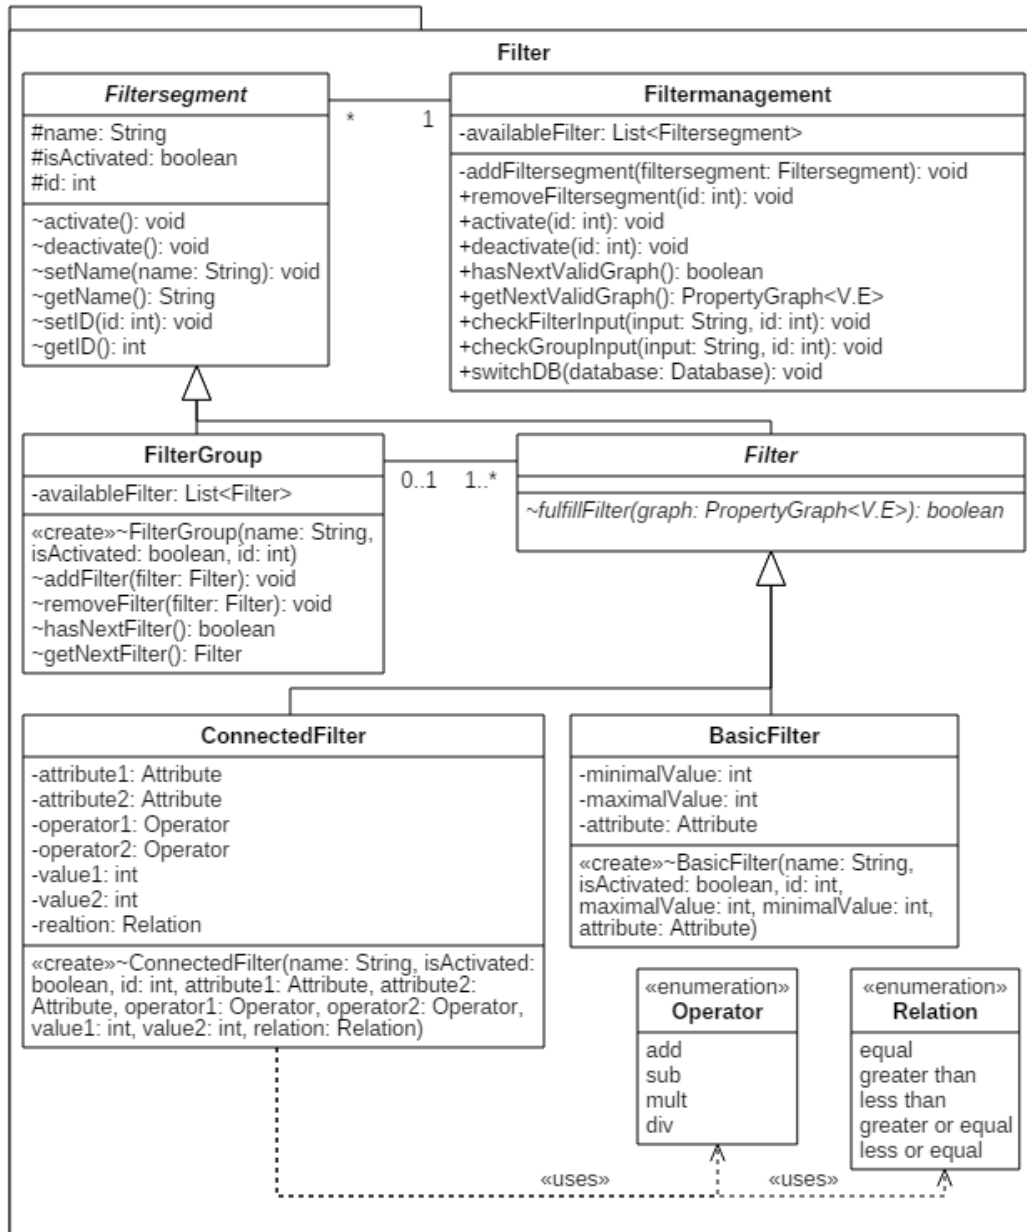 Filter
Filtersegment
#name: String
#isActivated: boolean
#id: int
~activate(): void
~deactivate(): void
~setName(name: String): void
~getName(): String
~setID(id: int): void
~getID(): int
* 1
Filtermanagement
-availableFilter: List<Filtersegment>
-addFiltersegment(filtersegment: Filtersegment): void
+removeFiltersegment(id: int): void
+activate(id: int): void
+deactivate(id: int): void
+hasNextValidGraph(): boolean
+getNextValidGraph(): PropertyGraph<V.E>
+checkFilterInput(input: String, id: int): void
+checkGroupInput(input: String, id: int): void
+switchDB(database: Database): void
FilterGroup
-availableFilter: List<Filter>
«create»~FilterGroup(name: String,
isActivated: boolean, id: int)
~addFilter(filter: Filter): void
~removeFilter(filter: Filter): void
~hasNextFilter(): boolean
~getNextFilter(): Filter
0..1 1..*
Filter
~fulfillFilter(graph: PropertyGraph<V.E>): boolean
ConnectedFilter
-attribute1: Attribute
-attribute2: Attribute
-operator1: Operator
-operator2: Operator
-value1: int
-value2: int
-realtion: Relation
«create»~ConnectedFilter(name: String, isActivated:
boolean, id: int, attribute1: Attribute, attribute2:
Attribute, operator1: Operator, operator2: Operator,
value1: int, value2: int, relation: Relation)
BasicFilter
-minimalValue: int
-maximalValue: int
-attribute: Attribute
«create»~BasicFilter(name: String,
isActivated: boolean, id: int,
maximalValue: int, minimalValue: int,
attribute: Attribute)
«enumeration»
Operator
add
sub
mult
div
«enumeration»
Relation
equal
greater than
less than
greater or equal
less or equal
«uses» «uses»